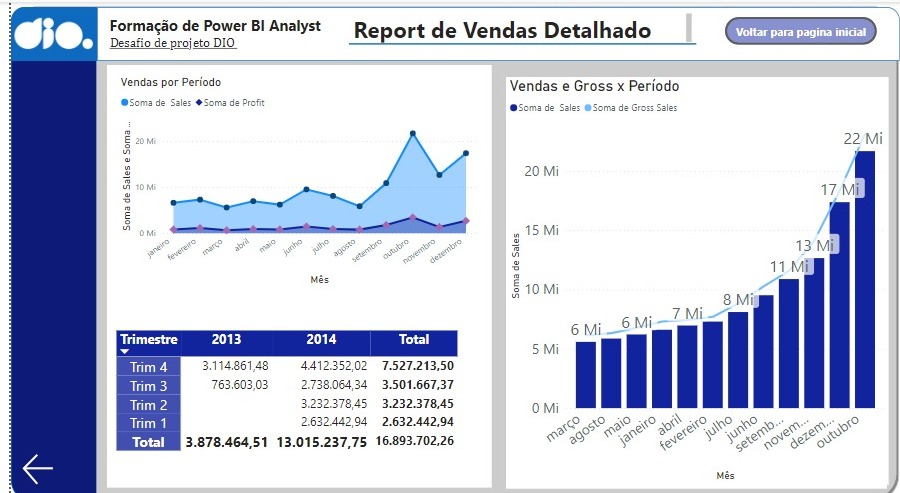 dio.
Formação de Power BI Analyst
Desafio de projeto DIO
Report de Vendas Detalhado
Voltar para pagina inicial
Vendas por Período
Soma de Sales Soma de Profit
Soma de Sales e Soma ...
20 Mi
10 Mi
0 Mi
janeiro
fevereiro
março
abril
maio
junho
julho
agosto
setembro
outubro
novembro
dezembro
Mês
Trimestre 2013 2014 Total
Trim 4 3.114.861,48 4.412.352,02 7.527.213,50
Trim 3 763.603,03 2.738.064,34 3.501.667,37
Trim 2 3.232.378,45 3.232.378,45
Trim 1 2.632.442,94 2.632.442,94
Total 3.878.464,51 13.015.237,75 16.893.702,26
Vendas e Gross x Período
Soma de Sales Soma de Gross Sales
Soma de Sales
20 Mi
15 Mi
10 Mi
5 Mi
0 Mi
6 Mi
6 Mi
7 Mi
8 Mi
11 Mi
13 Mi
17 Mi
22 Mi
março
agosto
maio
janeiro
abril
fevereiro
julho
junho
setemb...
novem...
dezem...
outubro
Mês